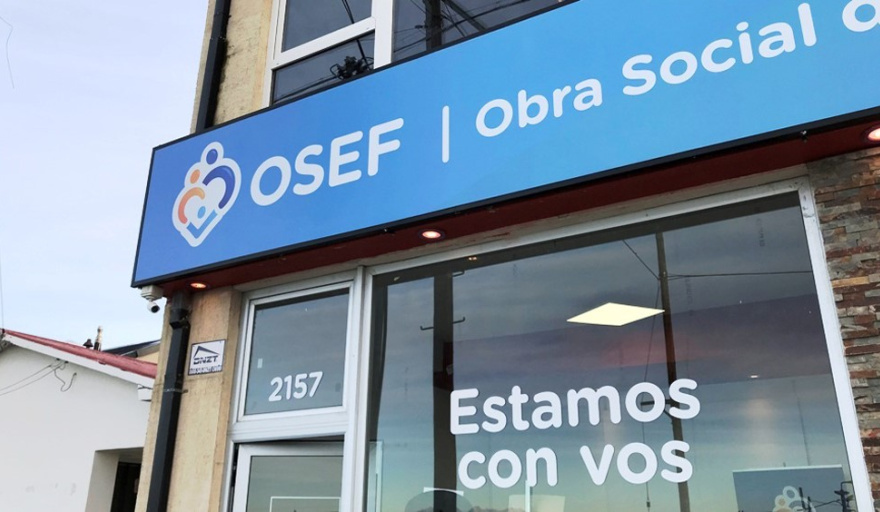 OSEF | Obra Social d
2157
Estamos
con vos